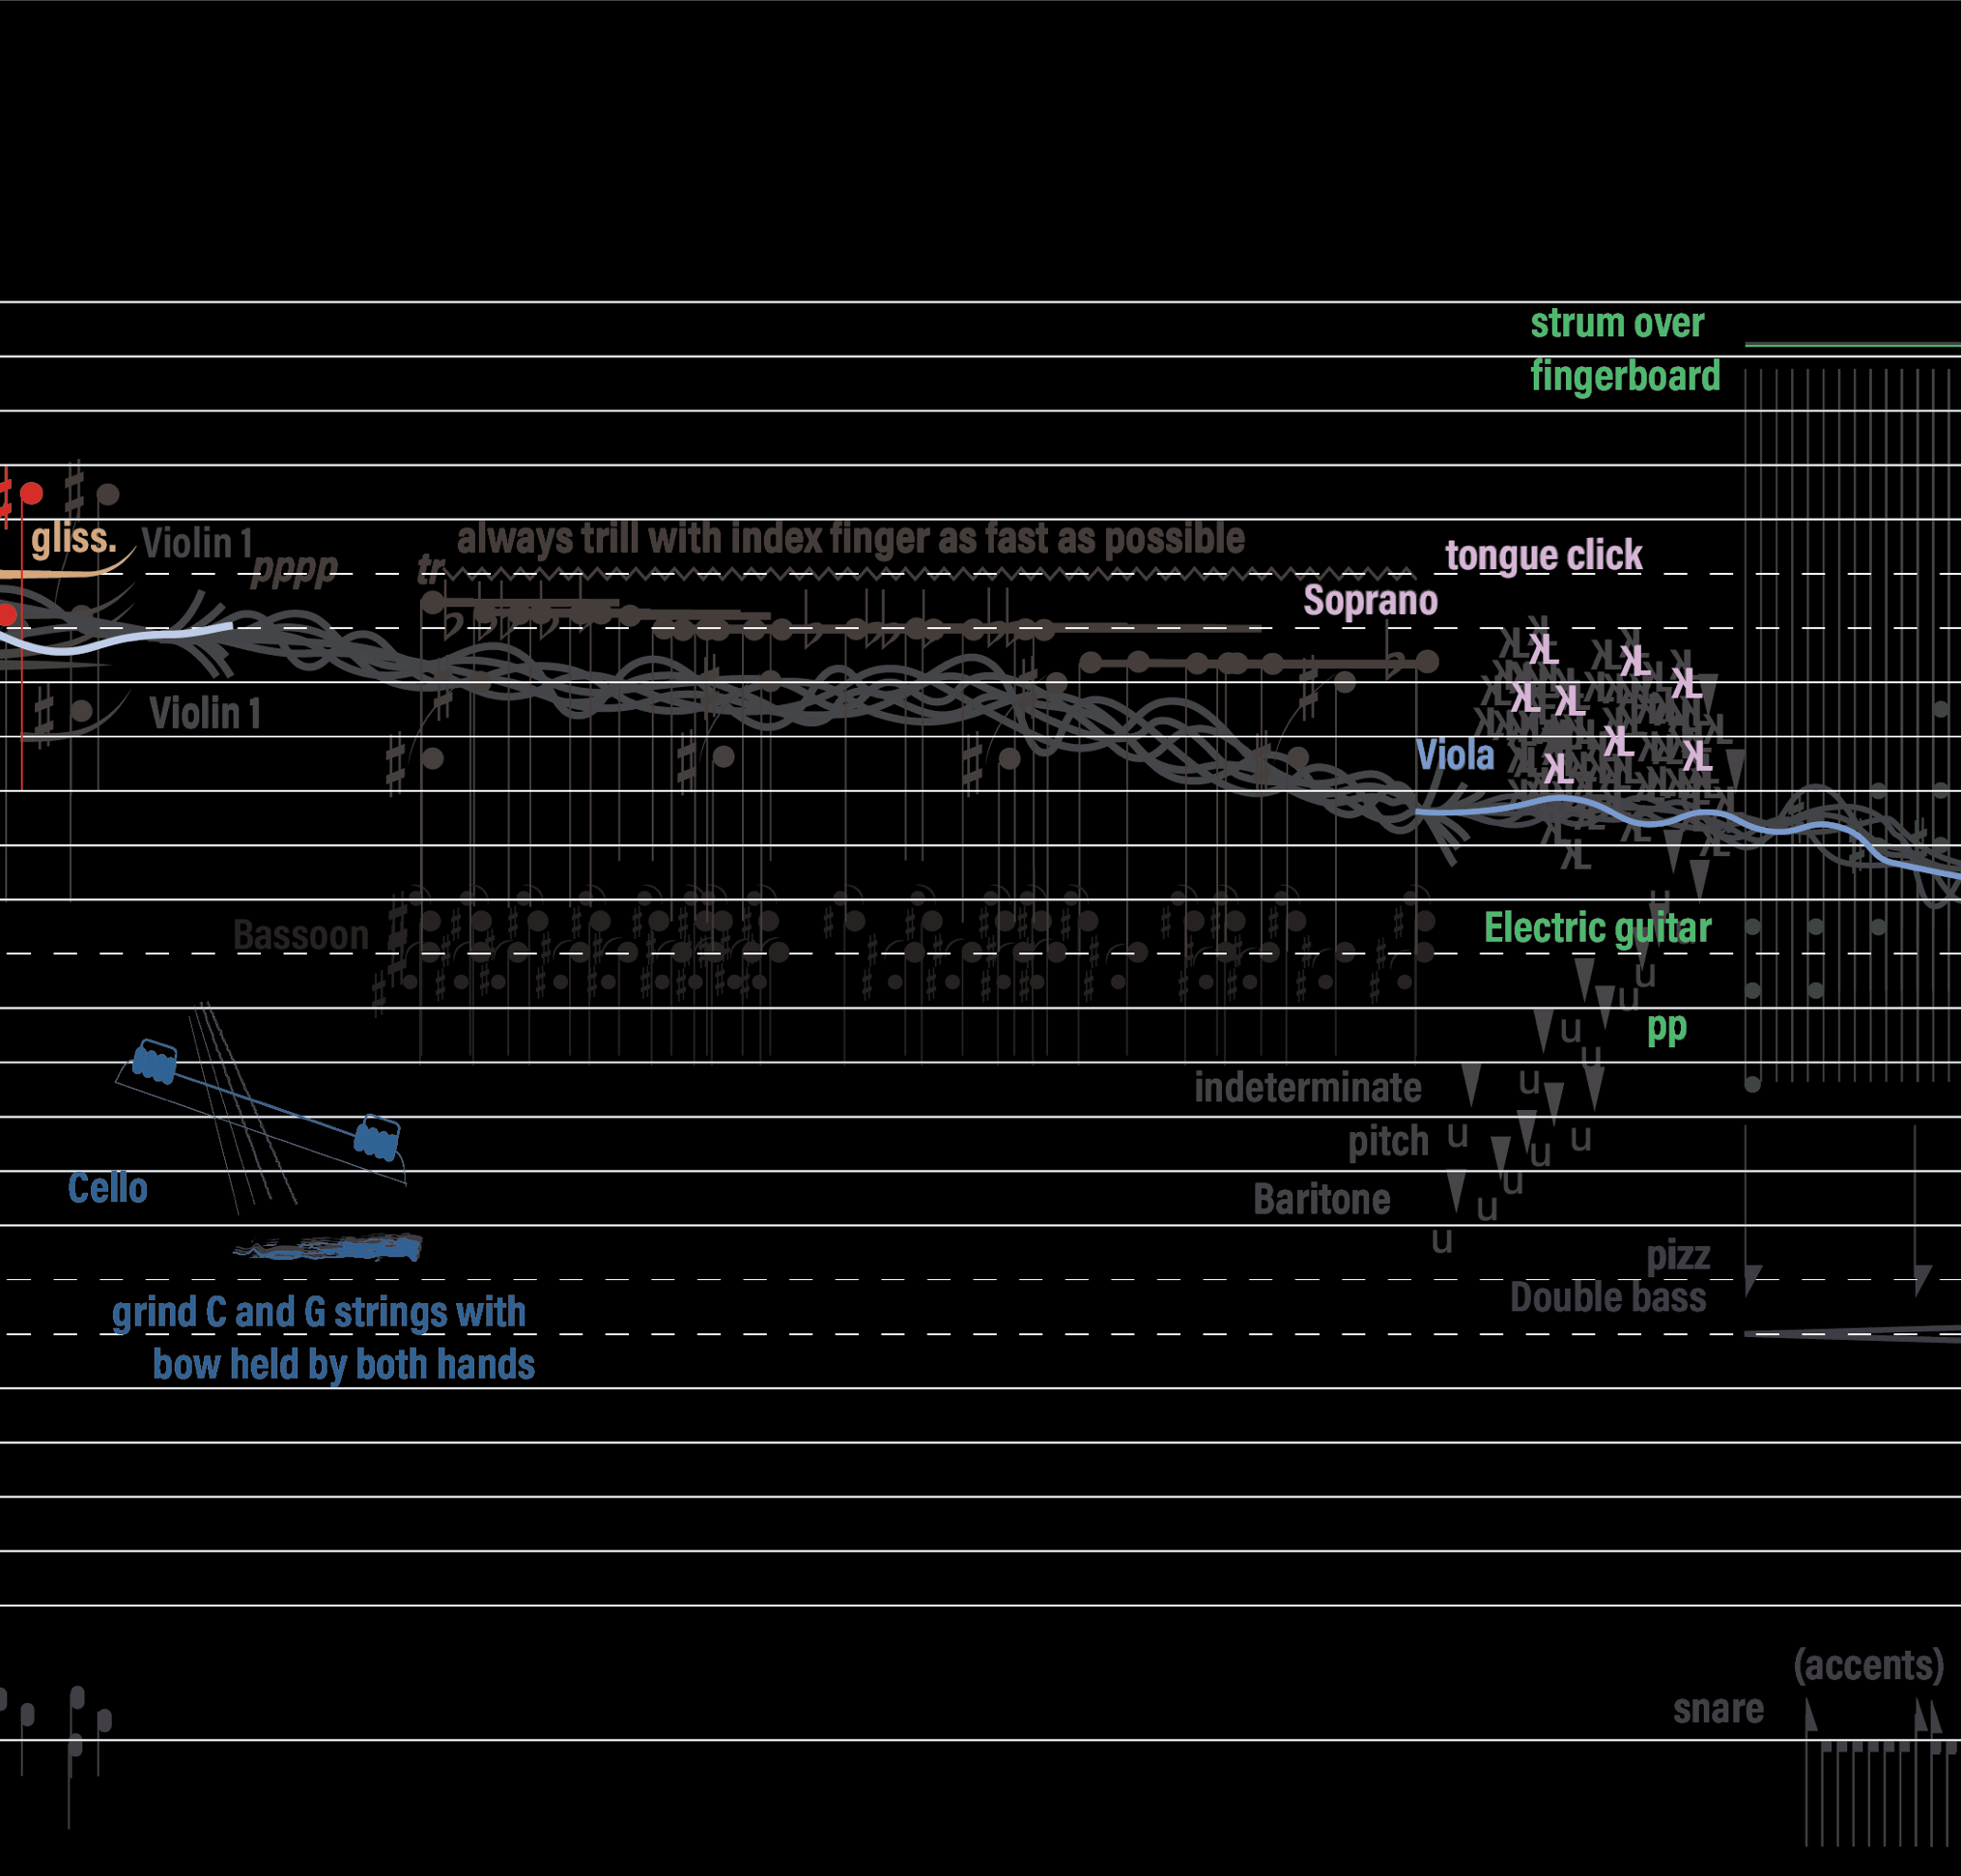 strum over
fingerboard
gliss.
Violin 1
pppp
tr
always trill with index finger as fast as possible
tongue click
Soprano
Violin 1
Viola
Bassoon
Electric guitar
pp
indeterminate
pitch
Baritone
u
u
u
u
u
u
u
u
u
u
u
Cello
pizz
Double bass
grind C and G strings with
bow held by both hands
(accents)
snare